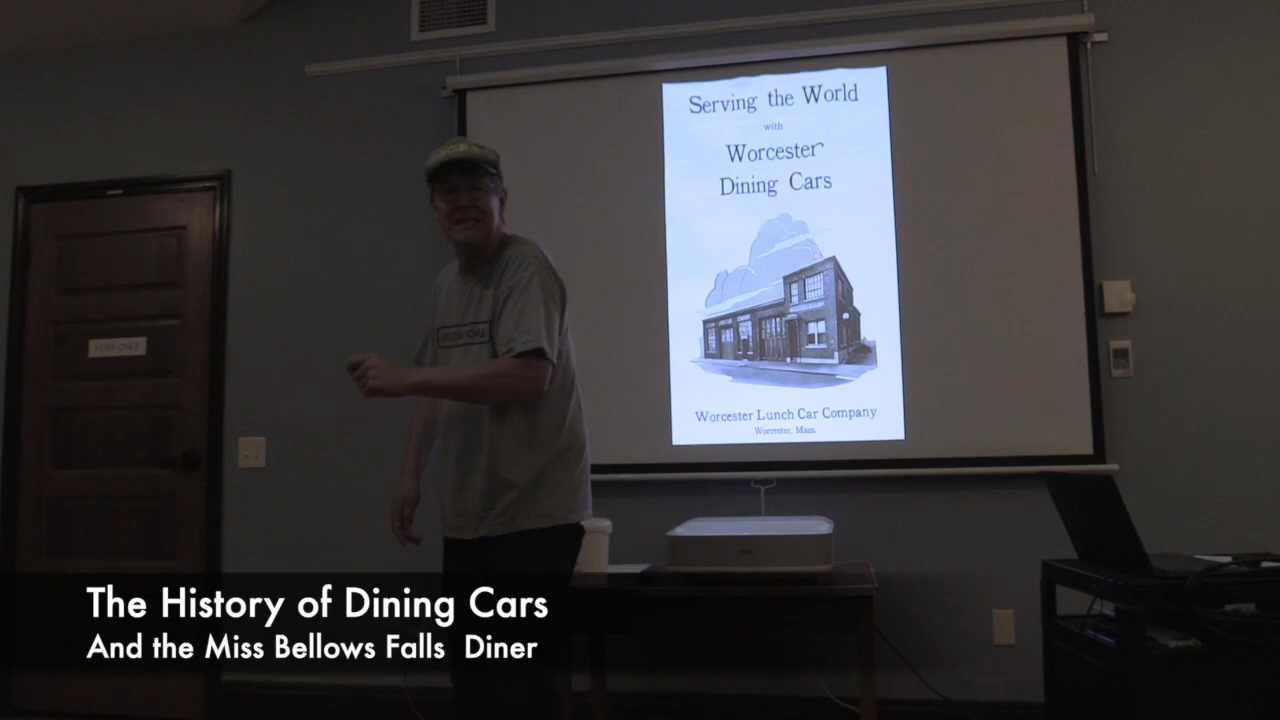 Serving the World
with
Worcester
Dining Cars
Worcester Lunch Car Company
Worcester, Mass.
The History of Dining Cars
And the Miss Bellows Falls Diner